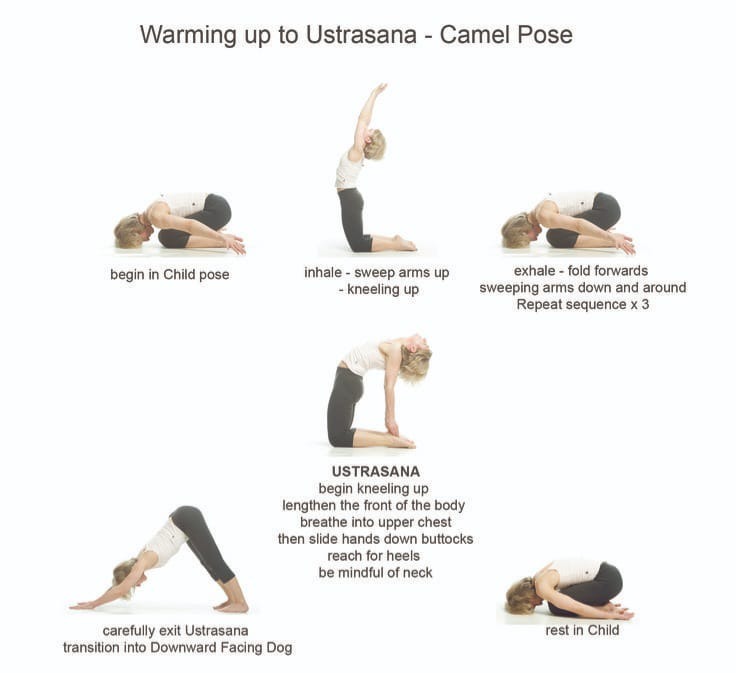 Warming up to Ustrasana - Camel Pose
begin in Child pose
inhale - sweep arms up
- kneeling up
exhale - fold forwards
sweeping arms down and around
Repeat sequence x 3
USTRASANA
begin kneeling up
lengthen the front of the body
breathe into upper chest
then slide hands down buttocks
reach for heels
be mindful of neck
carefully exit Ustrasana
transition into Downward Facing Dog
rest in Child